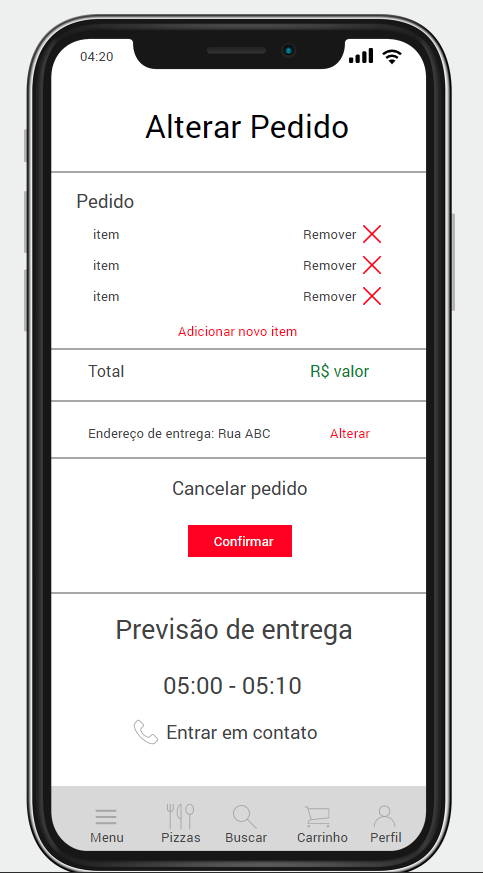 04:20
Alterar Pedido
Pedido
item Remover
item Remover
item Remover
Adicionar novo item
Total R$ valor
Endereço de entrega: Rua ABC Alterar
Cancelar pedido
Confirmar
Previsão de entrega
05:00 - 05:10
Entrar em contato
Menu Pizzas Buscar Carrinho Perfil